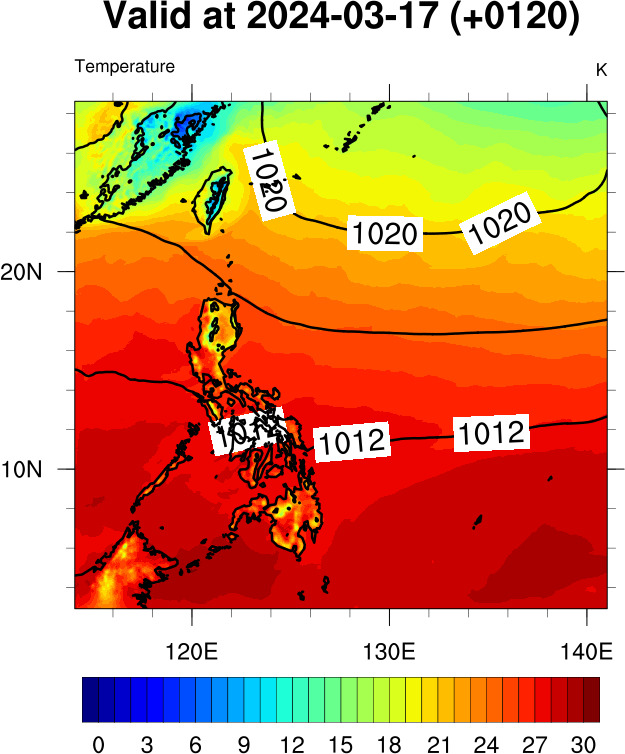 Valid at 2024-03-17 (+0120)
Temperature K
1020
1020 1020
20N
1012 1012 1012
10N
120E 130E 140E
0 3 6 9 12 15 18 21 24 27 30